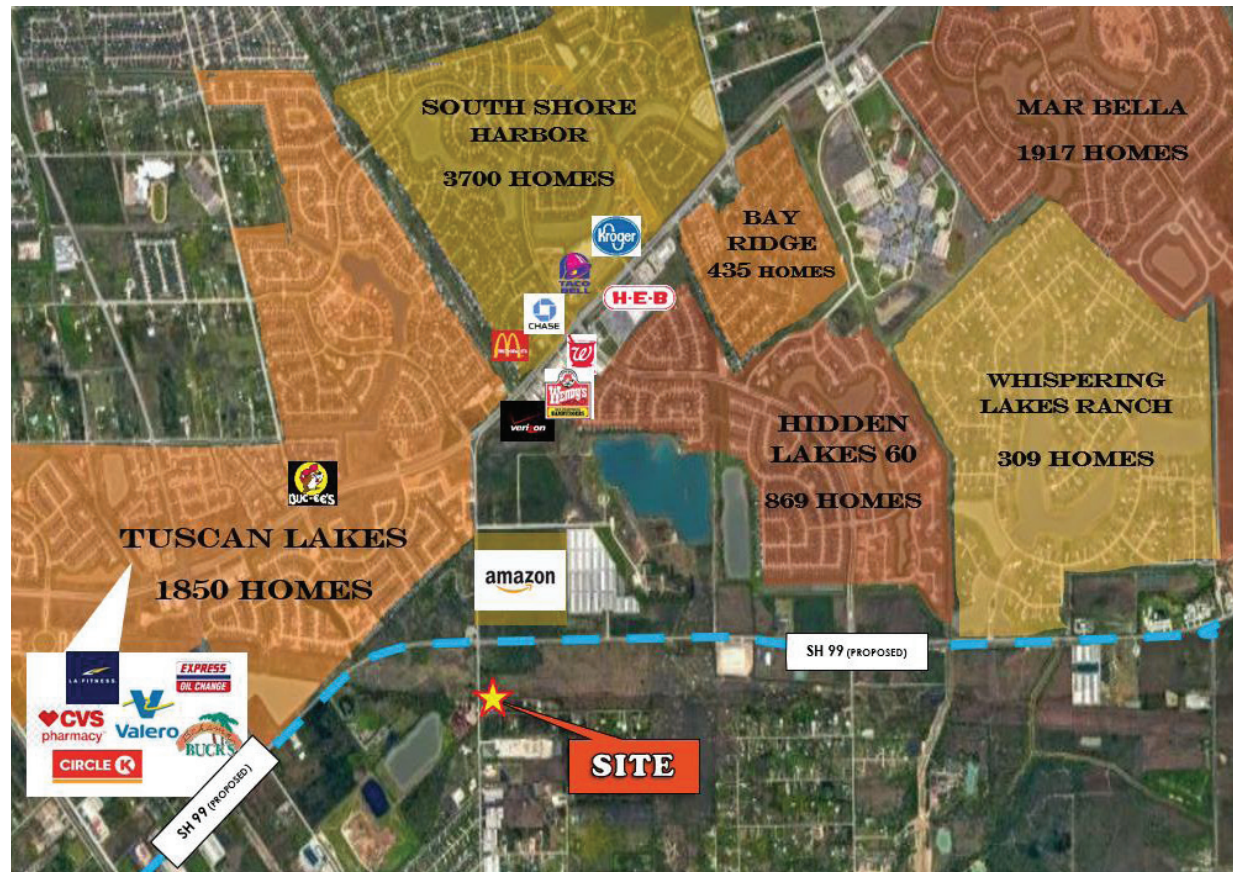 SOUTH SHORE
HARBOR
3700 HOMES
MAR BELLA
1917 HOMES
BAY
RIDGE
435 HOMES
Kroger
TACO
BELL
H-E-B
CHASE
McDonald's
W
WENDY'S
verizon
WHISPERING
LAKES RANCH
309 HOMES
HIDDEN
LAKES 60
869 HOMES
BUC-EE'S
TUSCAN LAKES
1850 HOMES
amazon
SH 99 (PROPOSED)
SITE
LA FITNESS
EXPRESS
OIL CHANGE
CVS
pharmacy
Valero
BUCK'S
CIRCLE K
SH 99 (PROPOSED)